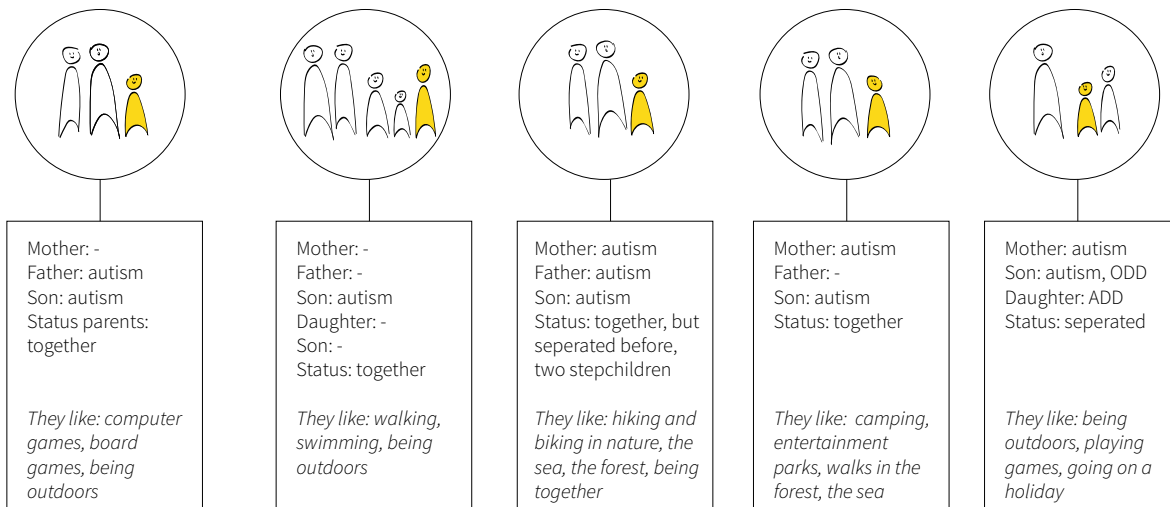 Mother: -
Father: autism
Son: autism
Status parents:
together
They like: computer
games, board
games, being
outdoors
Mother: -
Father: -
Son: autism
Daughter: -
Son: -
Status: together
They like: walking,
swimming, being
outdoors
Mother: autism
Father: autism
Son: autism
Status: together, but
seperated before,
two stepchildren
They like: hiking and
biking in nature, the
sea, the forest, being
together
Mother: autism
Father: -
Son: autism
Status: together
They like: camping,
entertainment
parks, walks in the
forest, the sea
Mother: autism
Son: autism, ODD
Daughter: ADD
Status: seperated
They like: being
outdoors, playing
games, going on a
holiday